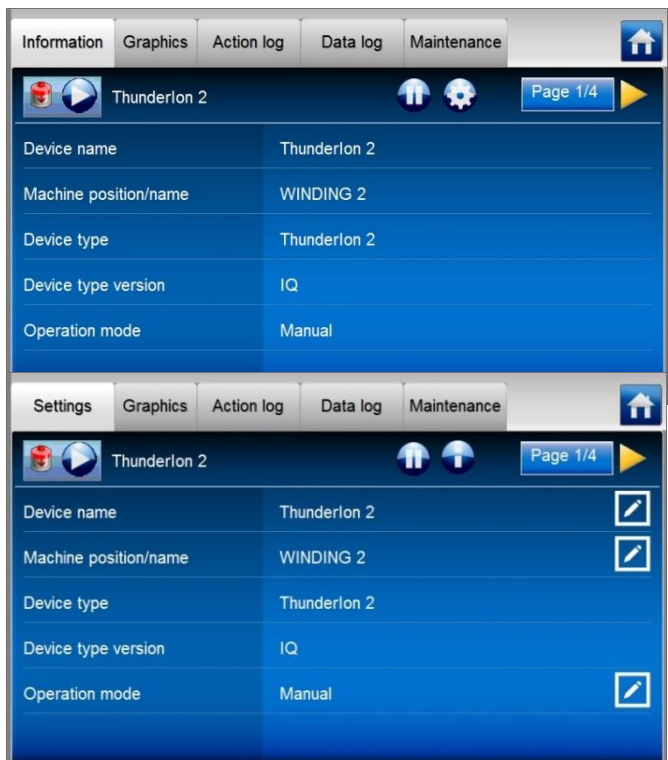 Information Graphics Action log Data log Maintenance
ThunderIon 2 Page 1/4
Device name ThunderIon 2
Machine position/name WINDING 2
Device type ThunderIon 2
Device type version IQ
Operation mode Manual
Settings Graphics Action log Data log Maintenance
ThunderIon 2 Page 1/4
Device name ThunderIon 2
Machine position/name WINDING 2
Device type ThunderIon 2
Device type version IQ
Operation mode Manual